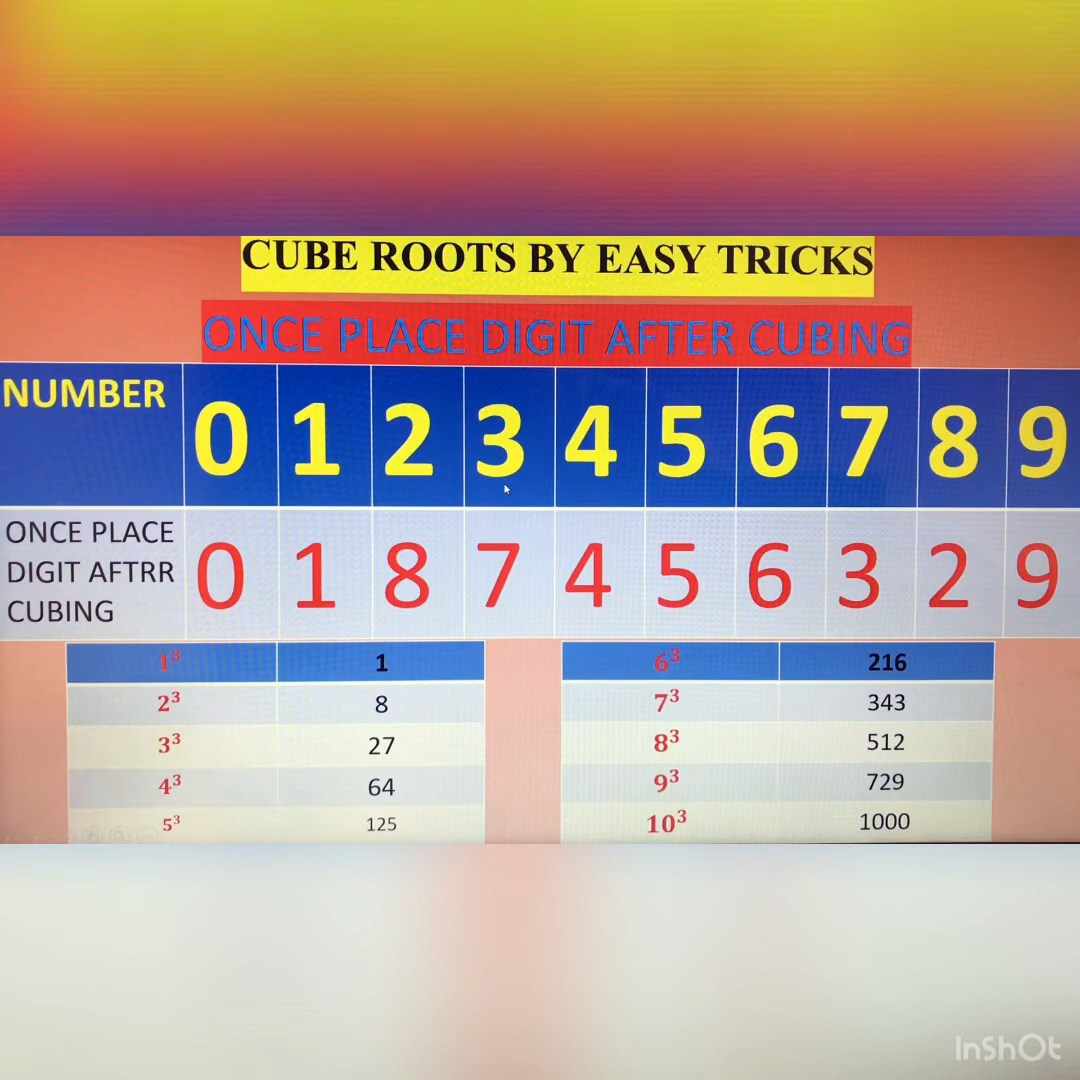 CUBE ROOTS BY EASY TRICKS
ONCE PLACE DIGIT AFTER CUBING
NUMBER 0 1 2 3 4 5 6 7 8 9
ONCE PLACE
DIGIT AFTRR
CUBING
0 1 8 7 4 5 6 3 2 9
1³ 1 6³ 216
2³ 8 7³ 343
3³ 27 8³ 512
4³ 64 9³ 729
5³ 125 10³ 1000
InShOt